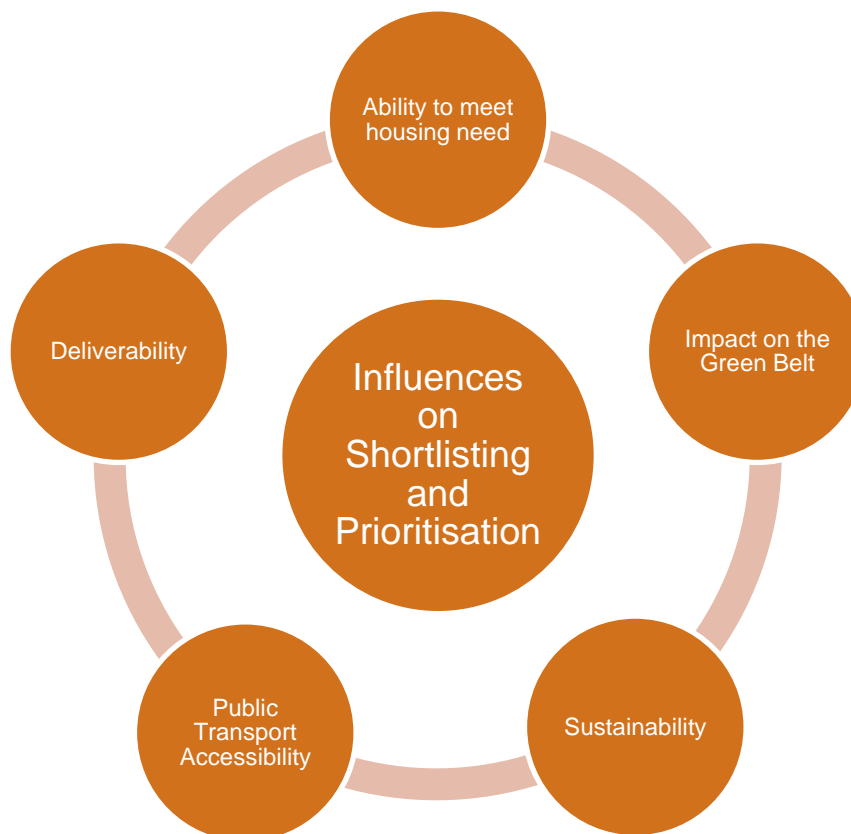 Ability to meet
housing need
Deliverability
Impact on the
Green Belt
Influences
on
Shortlisting
and
Prioritisation
Public
Transport
Accessibility
Sustainability